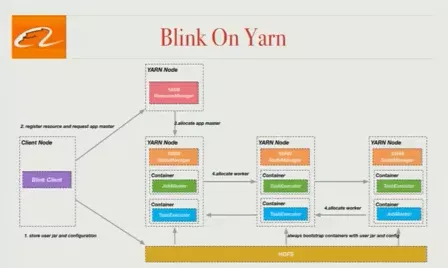 Blink On Yarn
YARN Node
YARN
ResourceManager
2. register resource and request app master
3.allocate app master
Client Node
Blink Client
YARN Node
YARN
NodeManager
Container
JobMaster
Container
TaskExecutor
4.allocate worker
YARN Node
YARN
NodeManager
Container
TaskExecutor
Container
TaskExecutor
4.allocate worker
YARN Node
YARN
NodeManager
Container
TaskExecutor
Container
JobMaster
1. store user jar and configuration
always bootstrap containers with user jar and config
HDFS